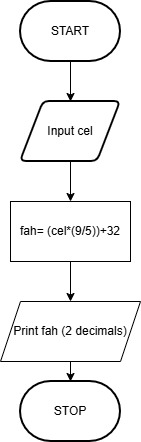 START
Input cel
fah= (cel*(9/5))+32
Print fah (2 decimals)
STOP